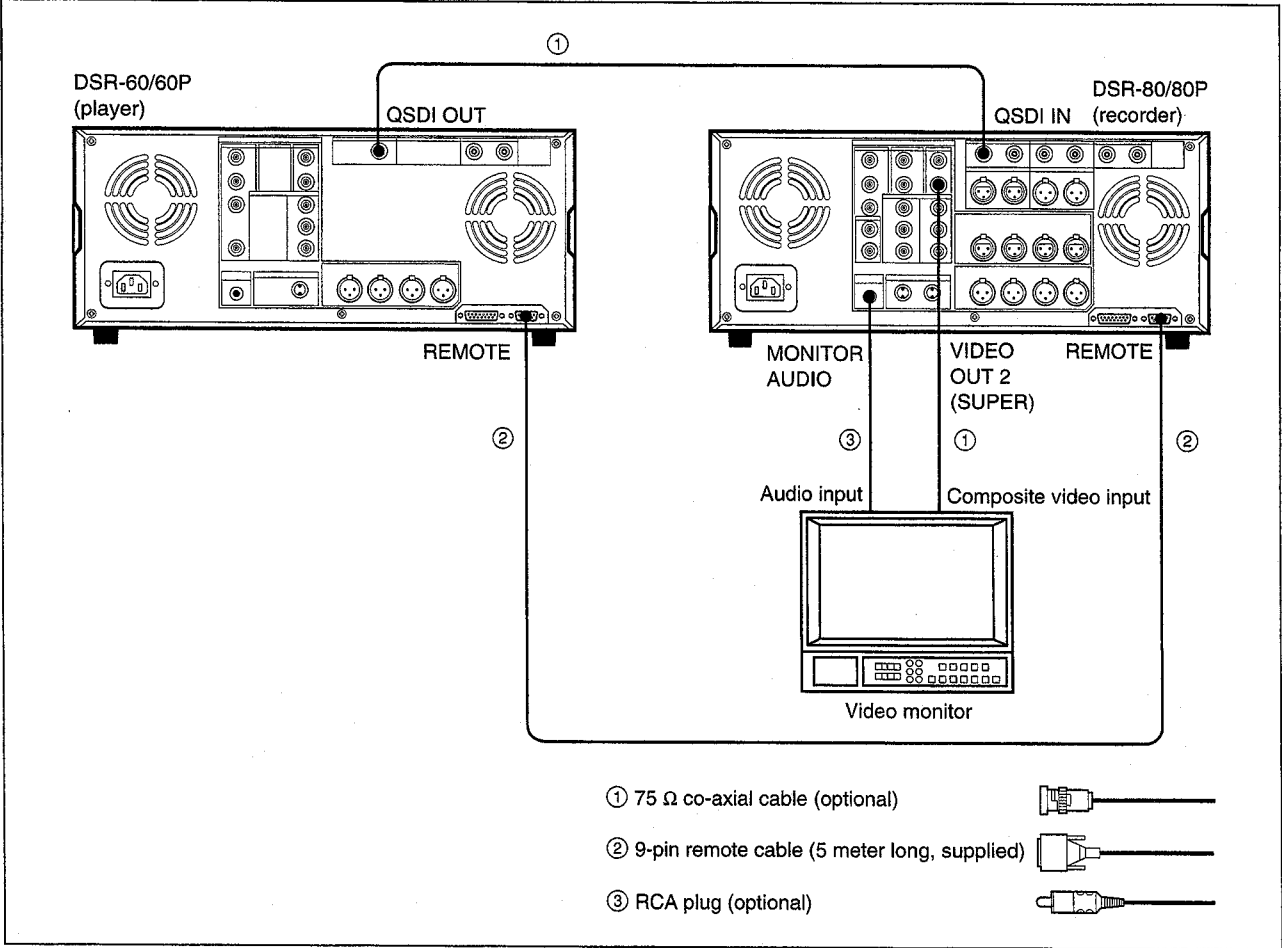 ①
DSR-60/60P
(player)
QSDI OUT
DSR-80/80P
(recorder)
QSDI IN
REMOTE
MONITOR
AUDIO
VIDEO
OUT 2
(SUPER)
REMOTE
②
③
①
②
Audio input
Composite video input
Video monitor
① 75 Ω co-axial cable (optional)
② 9-pin remote cable (5 meter long, supplied)
③ RCA plug (optional)